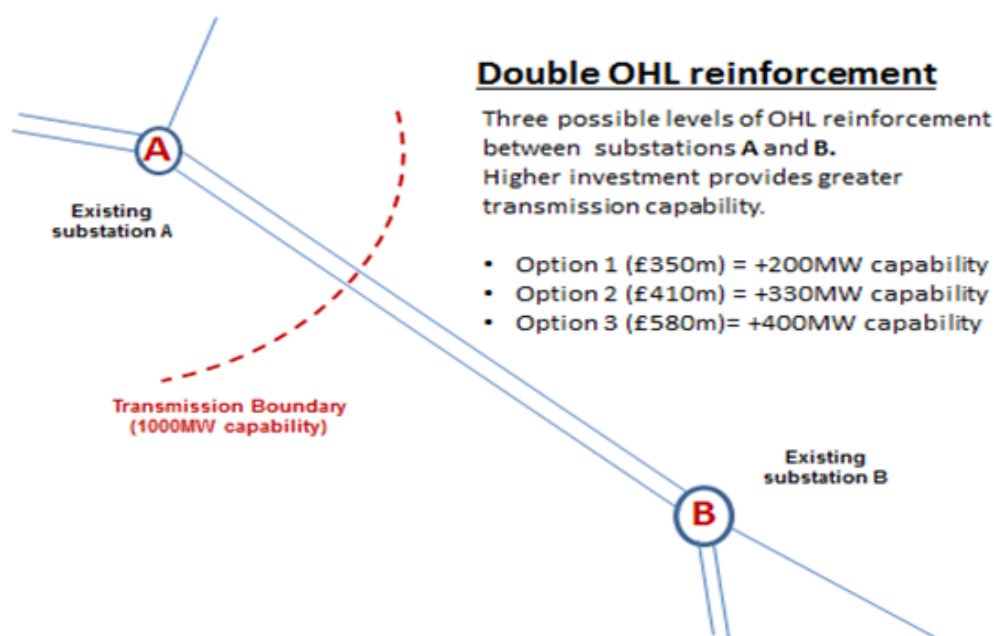 Double OHL reinforcement
Three possible levels of OHL reinforcement
between substations A and B.
Higher investment provides greater
transmission capability.
• Option 1 (£350m) = +200MW capability
• Option 2 (£410m) = +330MW capability
• Option 3 (£580m)= +400MW capability
A
Existing
substation A
Transmission Boundary
(1000MW capability)
Existing
substation B
B